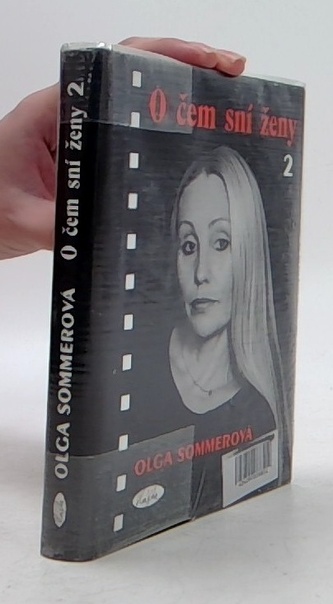 O čem sní ženy
2
OLGA SOMMEROVÁ
OLGA SOMMEROVÁ O čem sní ženy 2